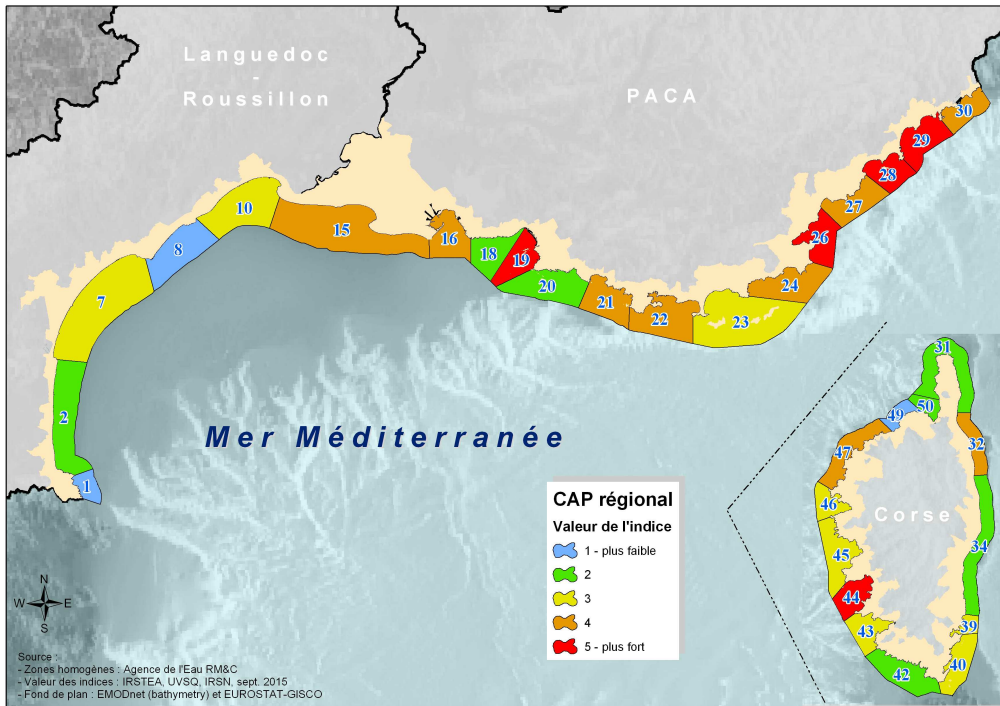 Languedoc
-
Roussillon
PACA
30
29
28
27
26
24
23
22
21
20
19
18
16
15
10
8
7
2
1
Mer Méditerranée
31
50
49
32
47
46
Corse
34
45
44
43
39
40
42
CAP régional
Valeur de l'indice
1 - plus faible
2
3
4
5 - plus fort
N
W E
S
Source :
- Zones homogènes : Agence de l'Eau RM&C
- Valeur des indices : IRSTEA, UVSQ, IRSN, sept. 2015
- Fond de plan : EMODnet (bathymetry) et EUROSTAT-GISCO